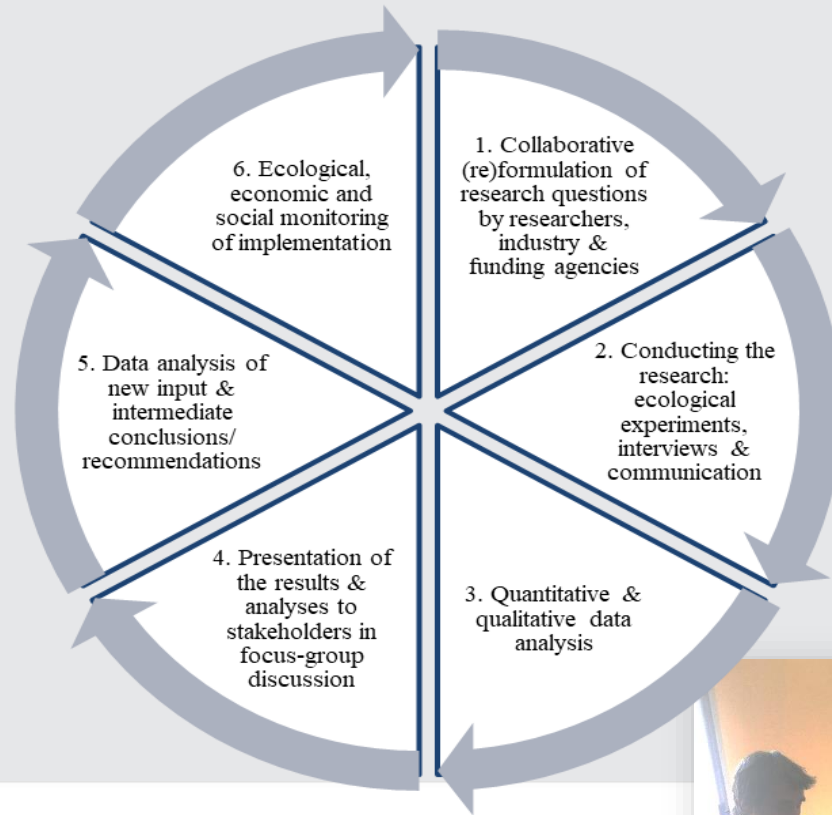 1. Collaborative
(re)formulation of
research questions
by researchers,
industry &
funding agencies
2. Conducting the
research:
ecological
experiments,
interviews &
communication
3. Quantitative &
qualitative data
analysis
4. Presentation of
the results &
analyses to
stakeholders in
focus-group
discussion
5. Data analysis of
new input &
intermediate
conclusions/
recommendations
6. Ecological,
economic and
social monitoring
of implementation